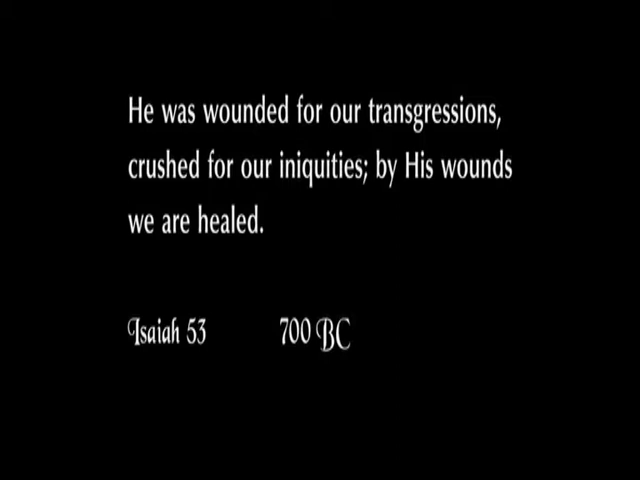 He was wounded for our transgressions,
crushed for our iniquities; by His wounds
we are healed.
Isaiah 53 700 BC